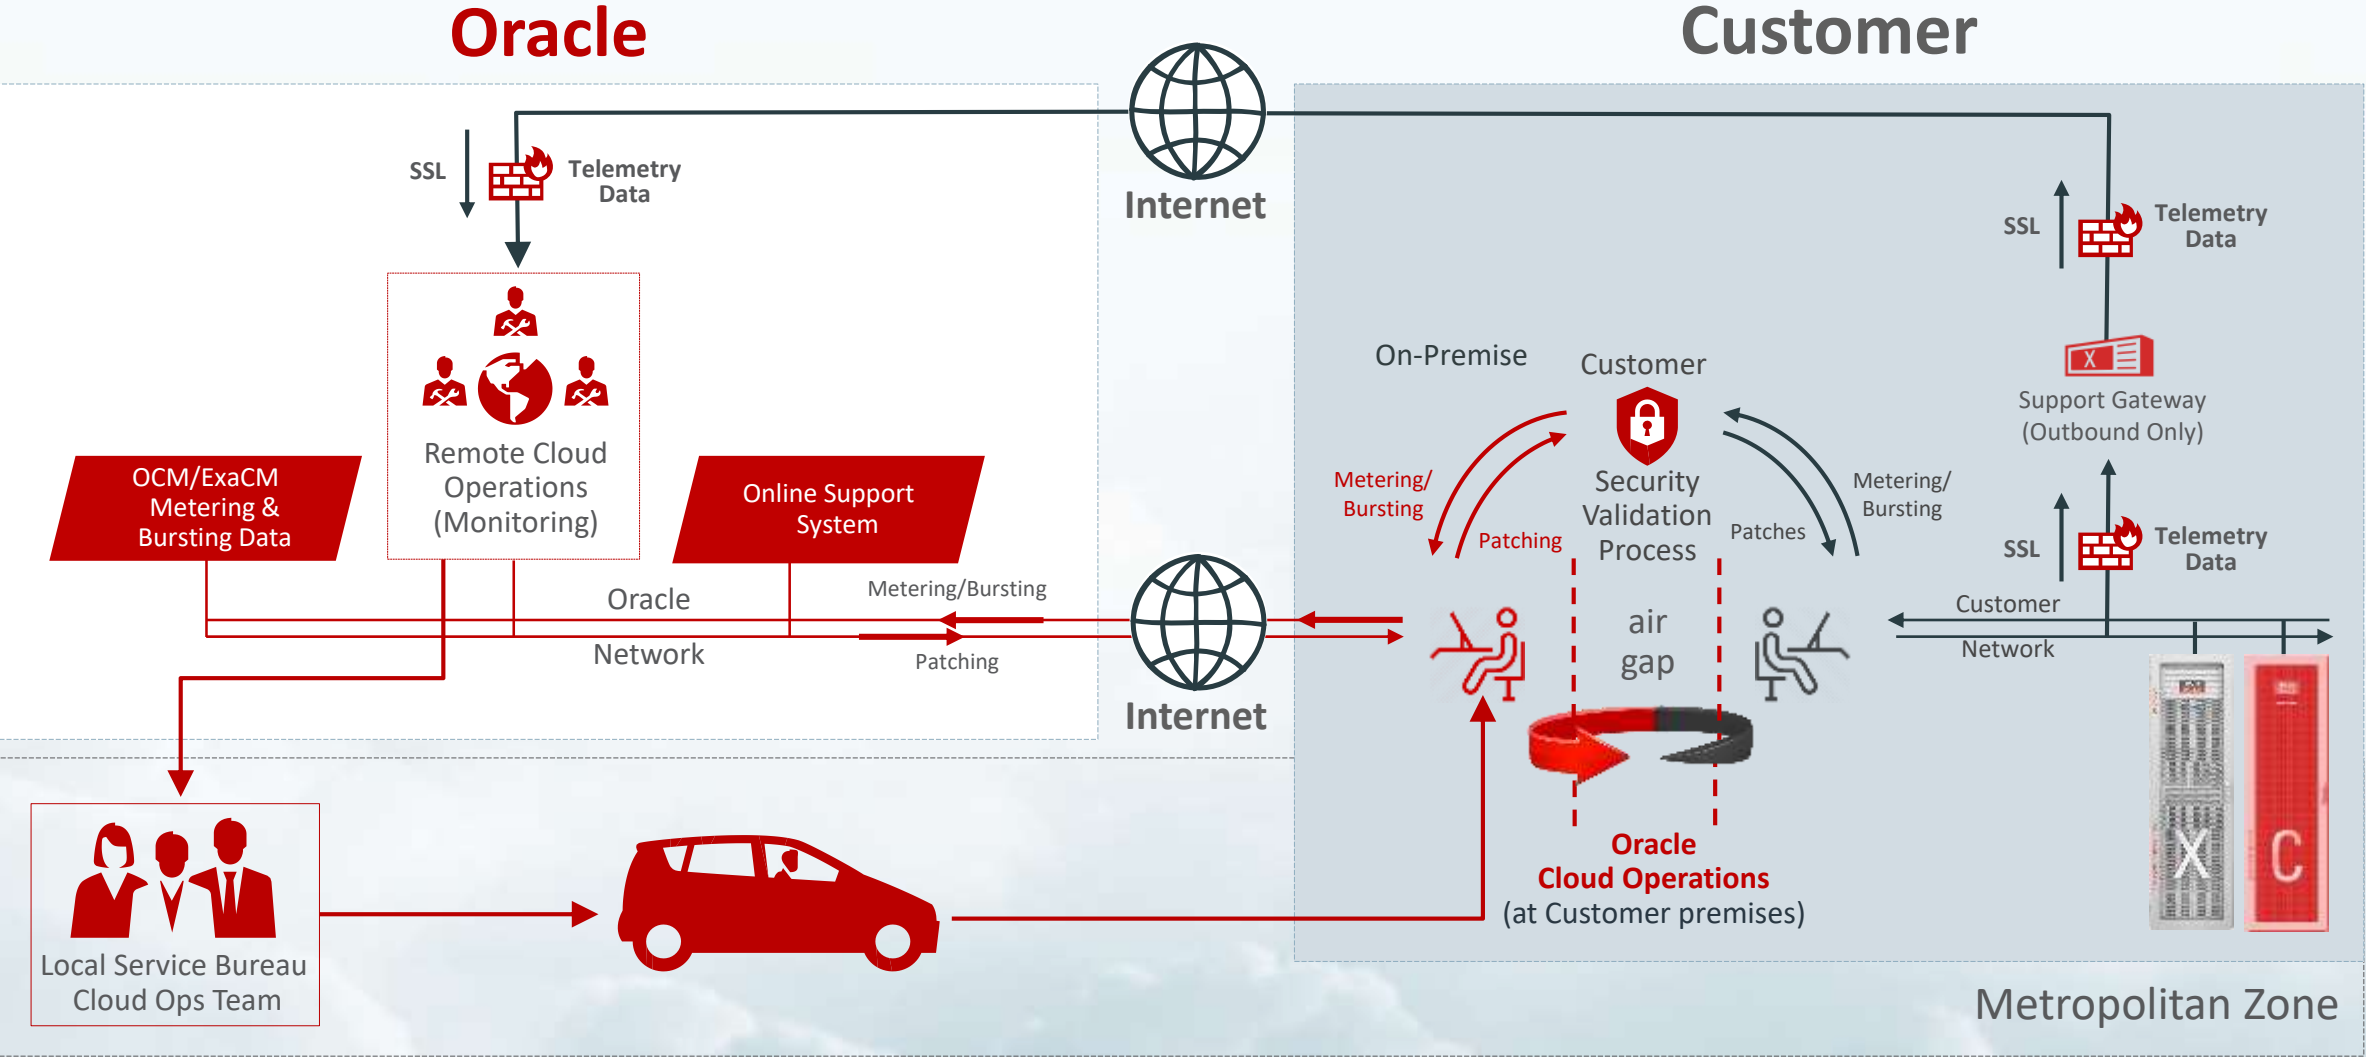 Oracle
Customer
SSL
Telemetry
Data
Internet
SSL
Telemetry
Data
On-Premise
Customer
Support Gateway
(Outbound Only)
X
Remote Cloud
Operations
(Monitoring)
OCM/ExaCM
Metering &
Bursting Data
Online Support
System
Metering/
Bursting
Patching
Security
Validation
Process
Metering/
Bursting
Patches
SSL
Telemetry
Data
Oracle
Network
Metering/Bursting
Patching
Internet
air
gap
Customer
Network
X
C
Oracle
Cloud Operations
(at Customer premises)
Local Service Bureau
Cloud Ops Team
Metropolitan Zone